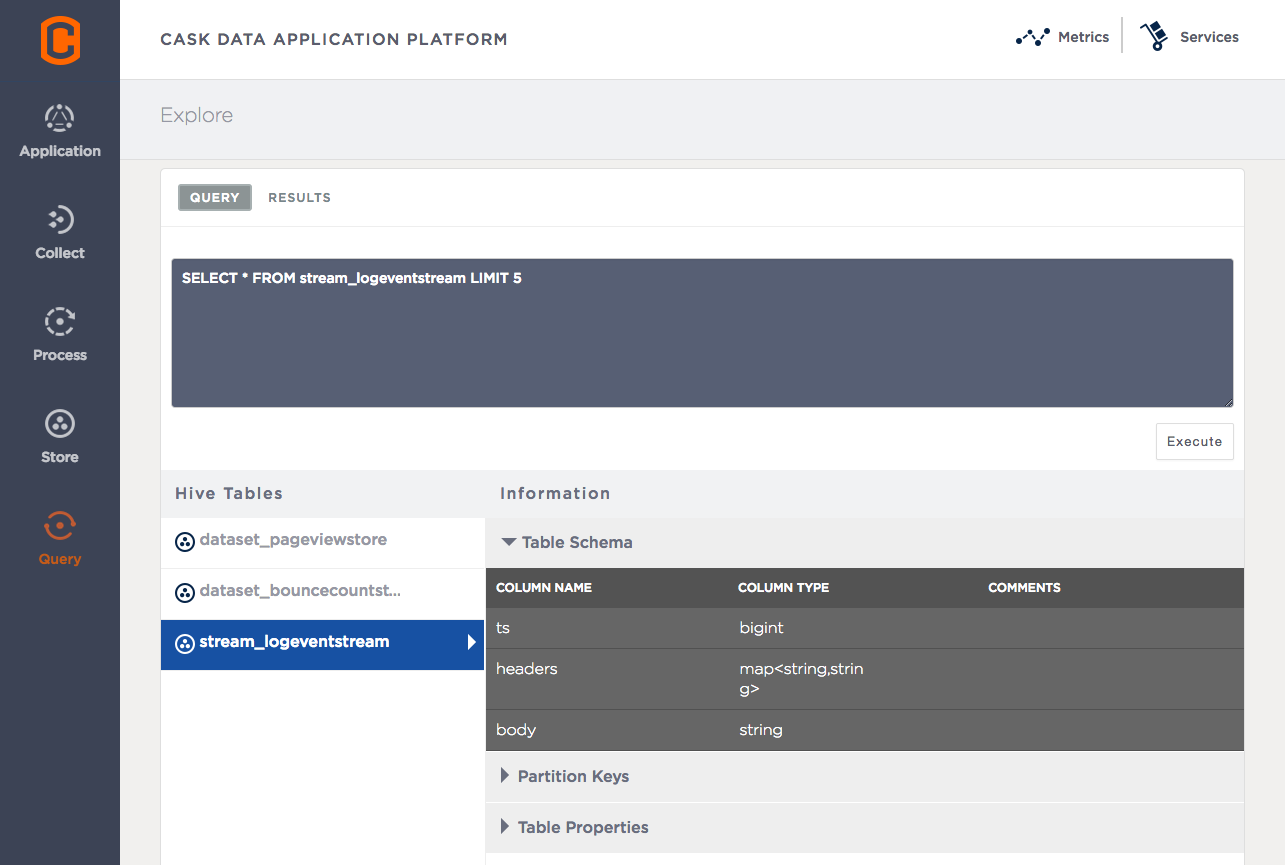 CASK DATA APPLICATION PLATFORM
Metrics
Services
Application
Collect
Process
Store
Query
Explore
QUERY RESULTS
SELECT * FROM stream_logeventstream LIMIT 5
Execute
Hive Tables
dataset_pageviewstore
dataset_bouncecountst...
stream_logeventstream
Information
Table Schema
COLUMN NAME COLUMN TYPE COMMENTS
ts bigint
headers map<string,strin
g>
body string
Partition Keys
Table Properties